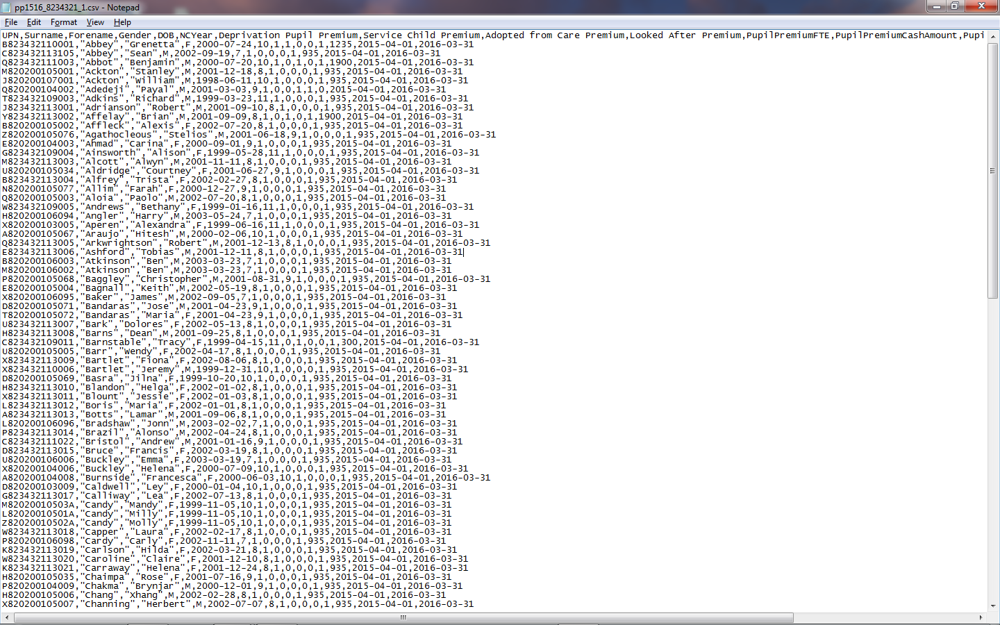 pp1516_8234321_1.csv - Notepad
File Edit Format View Help
UPN,Surname,Forename,Gender,DOB,NCYear,Deprivation Pupil Premium,Service Child Premium,Adopted from Care Premium,Looked After Premium,PupilPremiumFTE,PupilPremiumCashAmount,Pupi
B823432110001,"Abbey","Grenetta",F,2000-07-24,10,1,1,0,0,1,1235,2015-04-01,2016-03-31
C823432113105,"Abbey","Sean",M,2002-09-19,7,1,0,0,0,1,935,2015-04-01,2016-03-31
Q823432111003,"Abbot","Benjamin",M,2000-07-20,10,1,0,1,0,1,1900,2015-04-01,2016-03-31
M820200105001,"Ackton","Stanley",M,2001-12-18,8,1,0,0,0,1,935,2015-04-01,2016-03-31
J820200107001,"Ackton","William",M,1998-06-11,10,1,0,0,0,1,935,2015-04-01,2016-03-31
Q820200104002,"Adedeji","Payal",M,2001-03-03,9,1,0,0,1,1,0,2015-04-01,2016-03-31
T823432109003,"Adkins","Richard",M,1999-03-23,11,1,0,0,0,1,935,2015-04-01,2016-03-31
J823432113001,"Adrianson","Robert",M,2001-09-10,8,1,0,0,0,1,935,2015-04-01,2016-03-31
Y823432113002,"Affelay","Brian",M,2001-09-09,8,1,0,1,0,1,1900,2015-04-01,2016-03-31
B820200105002,"Affleck","Alexis",F,2002-07-20,8,1,0,0,0,1,935,2015-04-01,2016-03-31
Z820200105076,"Agathocleous","Stelios",M,2001-06-18,9,1,0,0,0,1,935,2015-04-01,2016-03-31
E820200104003,"Ahmad","Carina",F,2000-09-01,9,1,0,0,0,1,935,2015-04-01,2016-03-31
G823432109004,"Ainsworth","Alison",F,1999-05-28,11,1,0,0,0,1,935,2015-04-01,2016-03-31
M823432113003,"Alcott","Alwyn",M,2001-11-11,8,1,0,0,0,1,935,2015-04-01,2016-03-31
U820200105034,"Aldridge","Courtney",F,2001-06-27,9,1,0,0,0,1,935,2015-04-01,2016-03-31
B823432113004,"Alfrey","Trista",F,2002-02-27,8,1,0,0,0,1,935,2015-04-01,2016-03-31
N820200105077,"Allim","Farah",F,2000-12-27,9,1,0,0,0,1,935,2015-04-01,2016-03-31
Q820200105003,"Aloia","Paolo",M,2002-07-20,8,1,0,0,0,1,935,2015-04-01,2016-03-31
W823432109005,"Andrews","Bethany",F,1999-01-16,11,1,0,0,0,1,935,2015-04-01,2016-03-31
H820200106094,"Angler","Harry",M,2003-05-24,7,1,0,0,0,1,935,2015-04-01,2016-03-31
X820200103005,"Aperen","Alexandra",F,1999-06-16,11,1,0,0,0,1,935,2015-04-01,2016-03-31
A820200105067,"Araujo","Hitesh",M,2000-02-06,10,1,0,0,0,1,935,2015-04-01,2016-03-31
Q823432113005,"Arkwrightson","Robert",M,2001-12-13,8,1,0,0,0,1,935,2015-04-01,2016-03-31
E823432113006,"Ashford","Tobias",M,2001-12-11,8,1,0,0,0,1,935,2015-04-01,2016-03-31
B820200106003,"Atkinson","Ben",M,2003-03-23,7,1,0,0,0,1,935,2015-04-01,2016-03-31
M820200106002,"Atkinson","Ben",M,2003-03-23,7,1,0,0,0,1,935,2015-04-01,2016-03-31
P820200105068,"Baggley","Christopher",M,2001-08-31,9,1,0,0,0,1,935,2015-04-01,2016-03-31
E820200105004,"Bagnall","Keith",M,2002-05-19,8,1,0,0,0,1,935,2015-04-01,2016-03-31
X820200106095,"Baker","James",M,2002-09-05,7,1,0,0,0,1,935,2015-04-01,2016-03-31
D820200105071,"Bandaras","Jose",M,2001-04-23,9,1,0,0,0,1,935,2015-04-01,2016-03-31
T820200105072,"Bandaras","Maria",F,2001-04-23,9,1,0,0,0,1,935,2015-04-01,2016-03-31
U823432113007,"Bark","Dolores",F,2002-05-13,8,1,0,0,0,1,935,2015-04-01,2016-03-31
H823432113008,"Barns","Dean",M,2001-09-25,8,1,0,0,0,1,935,2015-04-01,2016-03-31
C823432109011,"Barnstable","Tracy",F,1999-04-15,11,0,1,0,0,1,300,2015-04-01,2016-03-31
U820200105005,"Barr","Wendy",F,2002-04-17,8,1,0,0,0,1,935,2015-04-01,2016-03-31
X823432113009,"Bartlet","Fiona",F,2002-08-06,8,1,0,0,0,1,935,2015-04-01,2016-03-31
X823432110006,"Bartlet","Jeremy",M,1999-12-31,10,1,0,0,0,1,935,2015-04-01,2016-03-31
D820200105069,"Basra","Jilna",F,1999-10-20,10,1,0,0,0,1,935,2015-04-01,2016-03-31
H823432113010,"Blandon","Helga",F,2002-01-02,8,1,0,0,0,1,935,2015-04-01,2016-03-31
X823432113011,"Blount","Jessie",F,2002-01-03,8,1,0,0,0,1,935,2015-04-01,2016-03-31
L823432113012,"Boris","Maria",F,2002-01-01,8,1,0,0,0,1,935,2015-04-01,2016-03-31
A823432113013,"Botts","Lamar",M,2001-09-06,8,1,0,0,0,1,935,2015-04-01,2016-03-31
L820200106096,"Bradshaw","Jonn",M,2003-02-02,7,1,0,0,0,1,935,2015-04-01,2016-03-31
P823432113014,"Brazil","Alonso",M,2002-04-24,8,1,0,0,0,1,935,2015-04-01,2016-03-31
C823432111022,"Bristol","Andrew",M,2001-01-16,9,1,0,0,0,1,935,2015-04-01,2016-03-31
D823432113015,"Bruce","Francis",F,2002-03-19,8,1,0,0,0,1,935,2015-04-01,2016-03-31
U820200106006,"Buckley","Emma",F,2003-03-19,7,1,0,0,0,1,935,2015-04-01,2016-03-31
X820200104006,"Buckley","Helena",F,2000-07-09,10,1,0,0,0,1,935,2015-04-01,2016-03-31
A820200104008,"Burnside","Francesca",F,2000-06-03,10,1,0,0,0,1,935,2015-04-01,2016-03-31
D820200103009,"Caldwell","Ley",F,2000-01-04,10,1,0,0,0,1,935,2015-04-01,2016-03-31
G823432113017,"Calliway","Lea",F,2002-07-13,8,1,0,0,0,1,935,2015-04-01,2016-03-31
M82020010503A,"Candy","Mandy",F,1999-11-05,10,1,0,0,0,1,935,2015-04-01,2016-03-31
L82020010501A,"Candy","Milly",F,1999-11-05,10,1,0,0,0,1,935,2015-04-01,2016-03-31
Z82020010502A,"Candy","Molly",F,1999-11-05,10,1,0,0,0,1,935,2015-04-01,2016-03-31
W823432113018,"Capper","Laura",F,2002-02-17,8,1,0,0,0,1,935,2015-04-01,2016-03-31
P820200106098,"Cardy","Carly",F,2002-11-11,7,1,0,0,0,1,935,2015-04-01,2016-03-31
K823432113019,"Carlson","Hilda",F,2002-03-21,8,1,0,0,0,1,935,2015-04-01,2016-03-31
W823432113020,"Caroline","Claire",F,2001-12-10,8,1,0,0,0,1,935,2015-04-01,2016-03-31
K823432113021,"Carraway","Helena",F,2001-12-24,8,1,0,0,0,1,935,2015-04-01,2016-03-31
H820200105035,"Chaimpa","Rose",F,2001-07-16,9,1,0,0,0,1,935,2015-04-01,2016-03-31
P820200104009,"Chakma","Brynjar",M,2000-12-01,9,1,0,0,0,1,935,2015-04-01,2016-03-31
H820200105006,"Chang","Xhang",M,2002-02-28,8,1,0,0,0,1,935,2015-04-01,2016-03-31
X820200105007,"Channing","Herbert",M,2002-07-07,8,1,0,0,0,1,935,2015-04-01,2016-03-31